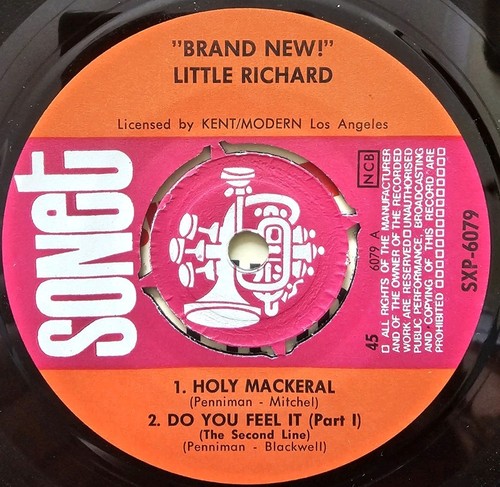 "BRAND NEW!"
LITTLE RICHARD
Licensed by KENT/MODERN Los Angeles
SONET
NCB
6079 A
45
ALL RIGHTS OF THE MANUFACTURER
AND OF THE OWNER OF THE RECORDED
WORK ARE RESERVED UNAUTHORISED
PUBLIC PERFORMANCE, BROADCASTING
AND COPYING OF THIS RECORD ARE
PROHIBITED
SXP-6079
1. HOLY MACKERAL
(Penniman - Mitchel)
2. DO YOU FEEL IT (Part I)
(The Second Line)
(Penniman - Blackwell)